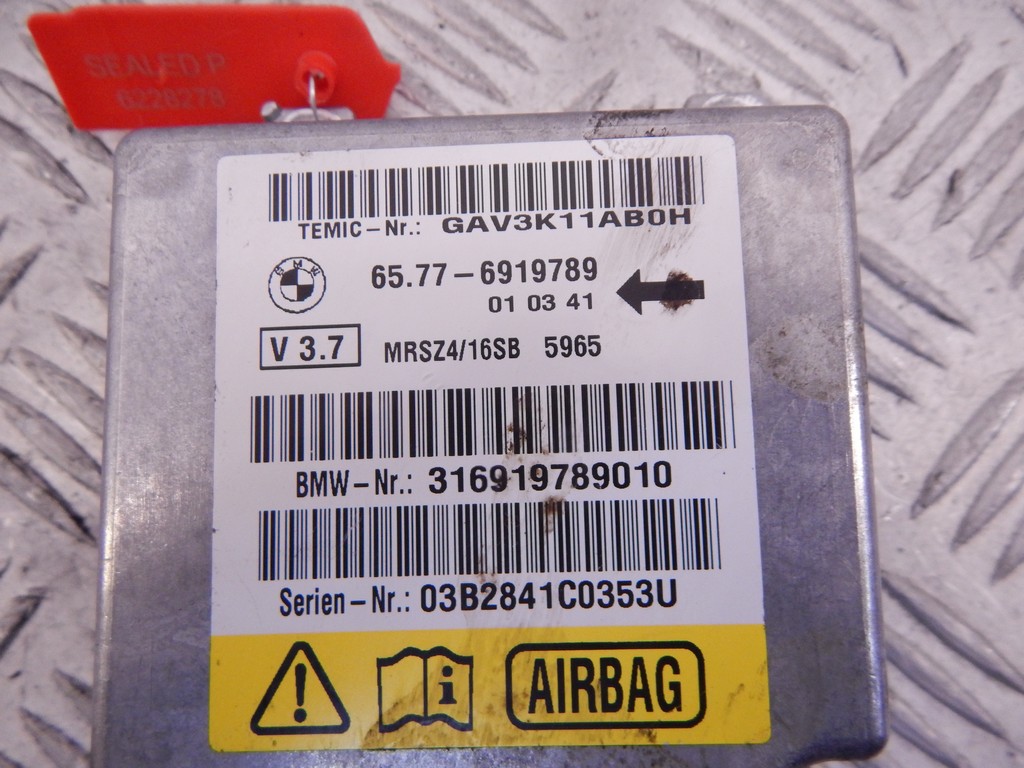 SEALED P
6228278
TEMIC-Nr.: GAV3K11AB0H
BMW
65.77-6919789
01 03 41
V 3.7
MRSZ4/16SB 5965
BMW-Nr.: 316919789010
Serien-Nr.: 03B2841C0353U
i
AIRBAG